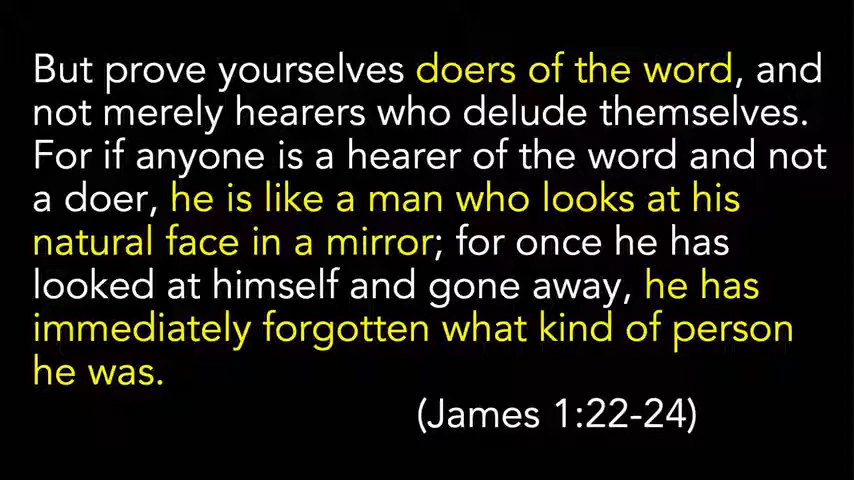 But prove yourselves doers of the word, and
not merely hearers who delude themselves.
For if anyone is a hearer of the word and not
a doer, he is like a man who looks at his
natural face in a mirror; for once he has
looked at himself and gone away, he has
immediately forgotten what kind of person
he was.
(James 1:22-24)